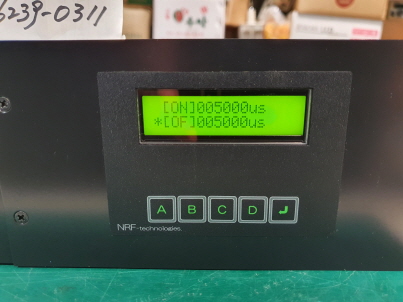 6239-0311
[ON]005000us
*[OF]005000us
A B C D ↲
NRF-technologies